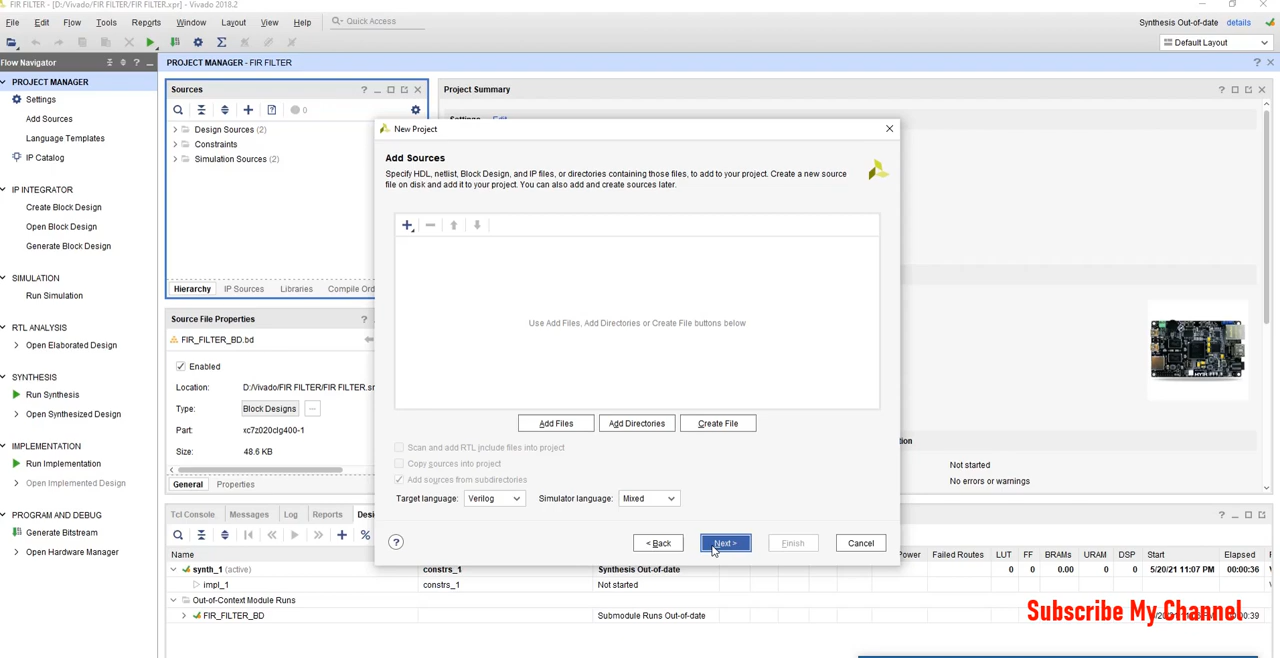 FIR FILTER - [D:/Vivado/FIR FILTER/FIR FILTER.xpr] - Vivado 2018.2
File Edit Flow Tools Reports Window Layout View Help Quick Access
Synthesis Out-of-date details
Default Layout
Flow Navigator
PROJECT MANAGER - FIR FILTER
PROJECT MANAGER
Settings
Add Sources
Language Templates
IP Catalog
IP INTEGRATOR
Create Block Design
Open Block Design
Generate Block Design
SIMULATION
Run Simulation
RTL ANALYSIS
Open Elaborated Design
SYNTHESIS
Run Synthesis
Open Synthesized Design
IMPLEMENTATION
Run Implementation
Open Implemented Design
PROGRAM AND DEBUG
Generate Bitstream
Open Hardware Manager
Sources
0
Design Sources (2)
Constraints
Simulation Sources (2)
Hierarchy IP Sources Libraries Compile Ord
Source File Properties
FIR_FILTER_BD.bd
Enabled
Location: D:/Vivado/FIR FILTER/FIR FILTER.sr
Type: Block Designs
Part: xc7z020clg400-1
Size: 48.6 KB
General Properties
Project Summary
Settings Edit
New Project
Add Sources
Specify HDL, netlist, Block Design, and IP files, or directories containing those files, to add to your project. Create a new source
file on disk and add it to your project. You can also add and create sources later.
Use Add Files, Add Directories or Create File buttons below
Add Files Add Directories Create File
Scan and add RTL include files into project
Copy sources into project
Add sources from subdirectories
Target language: Verilog Simulator language: Mixed
? < Back Next > Finish Cancel
Not started
No errors or warnings
Tcl Console Messages Log Reports
Name Power Failed Routes LUT FF BRAMs URAM DSP Start Elapsed
synth_1 (active) constrs_1 Synthesis Out-of-date 0 0 0.00 0 0 5/20/21 11:07 PM 00:00:36
impl_1 constrs_1 Not started
Out-of-Context Module Runs
FIR_FILTER_BD Submodule Runs Out-of-date :00:39
Subscribe My Channel